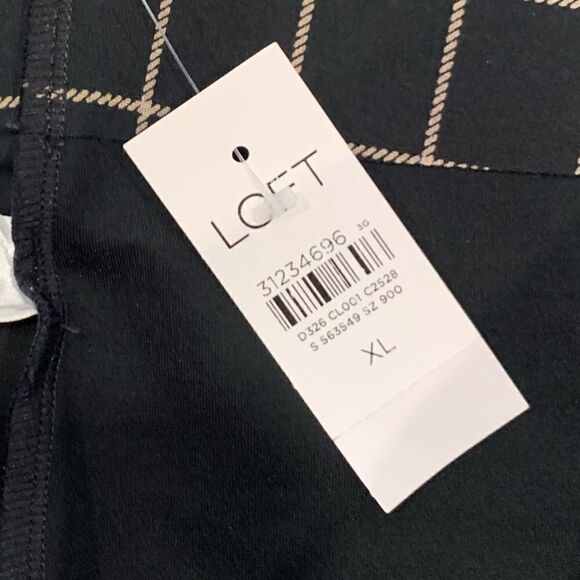 LOFT
31234696 3G
D326 CL001 C2528
S 563549 SZ 900
XL